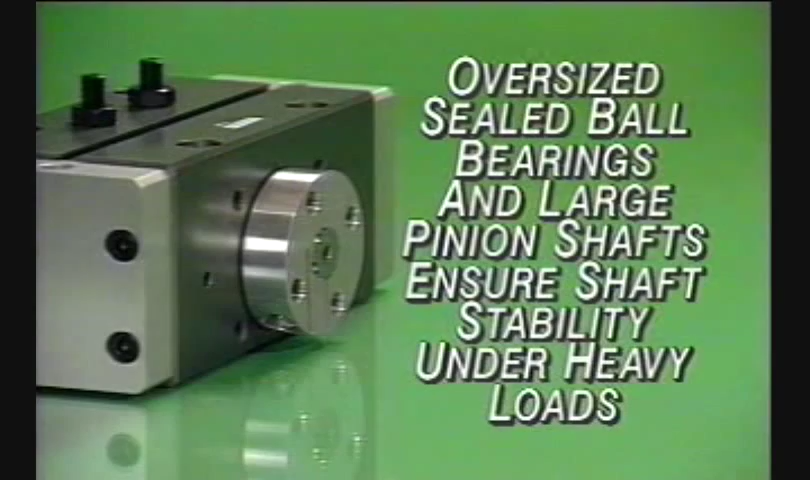 OVERSIZED
SEALED BALL
BEARINGS
AND LARGE
PINION SHAFTS
ENSURE SHAFT
STABILITY
UNDER HEAVY
LOADS